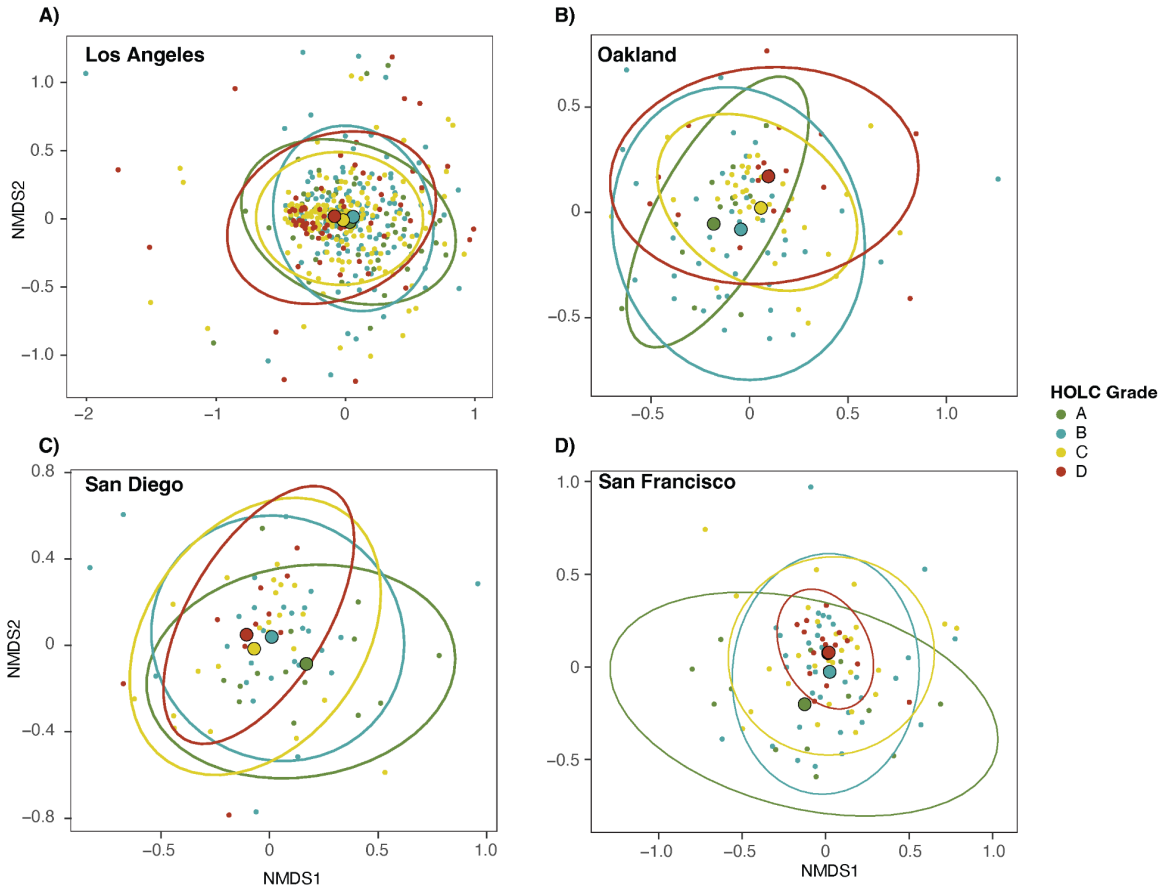 A)
Los Angeles
NMDS2
1.0
0.5
0
−0.5
−1.0
−2
−1
0
1
B)
Oakland
0.5
0
−0.5
−0.5
0
0.5
1.0
HOLC Grade
A
B
C
D
C)
San Diego
NMDS2
0.8
0.4
0
−0.4
−0.8
−0.5
0
0.5
1.0
NMDS1
D)
San Francisco
1.0
0.5
0
−0.5
−1.0
−0.5
0
0.5
1.0
NMDS1